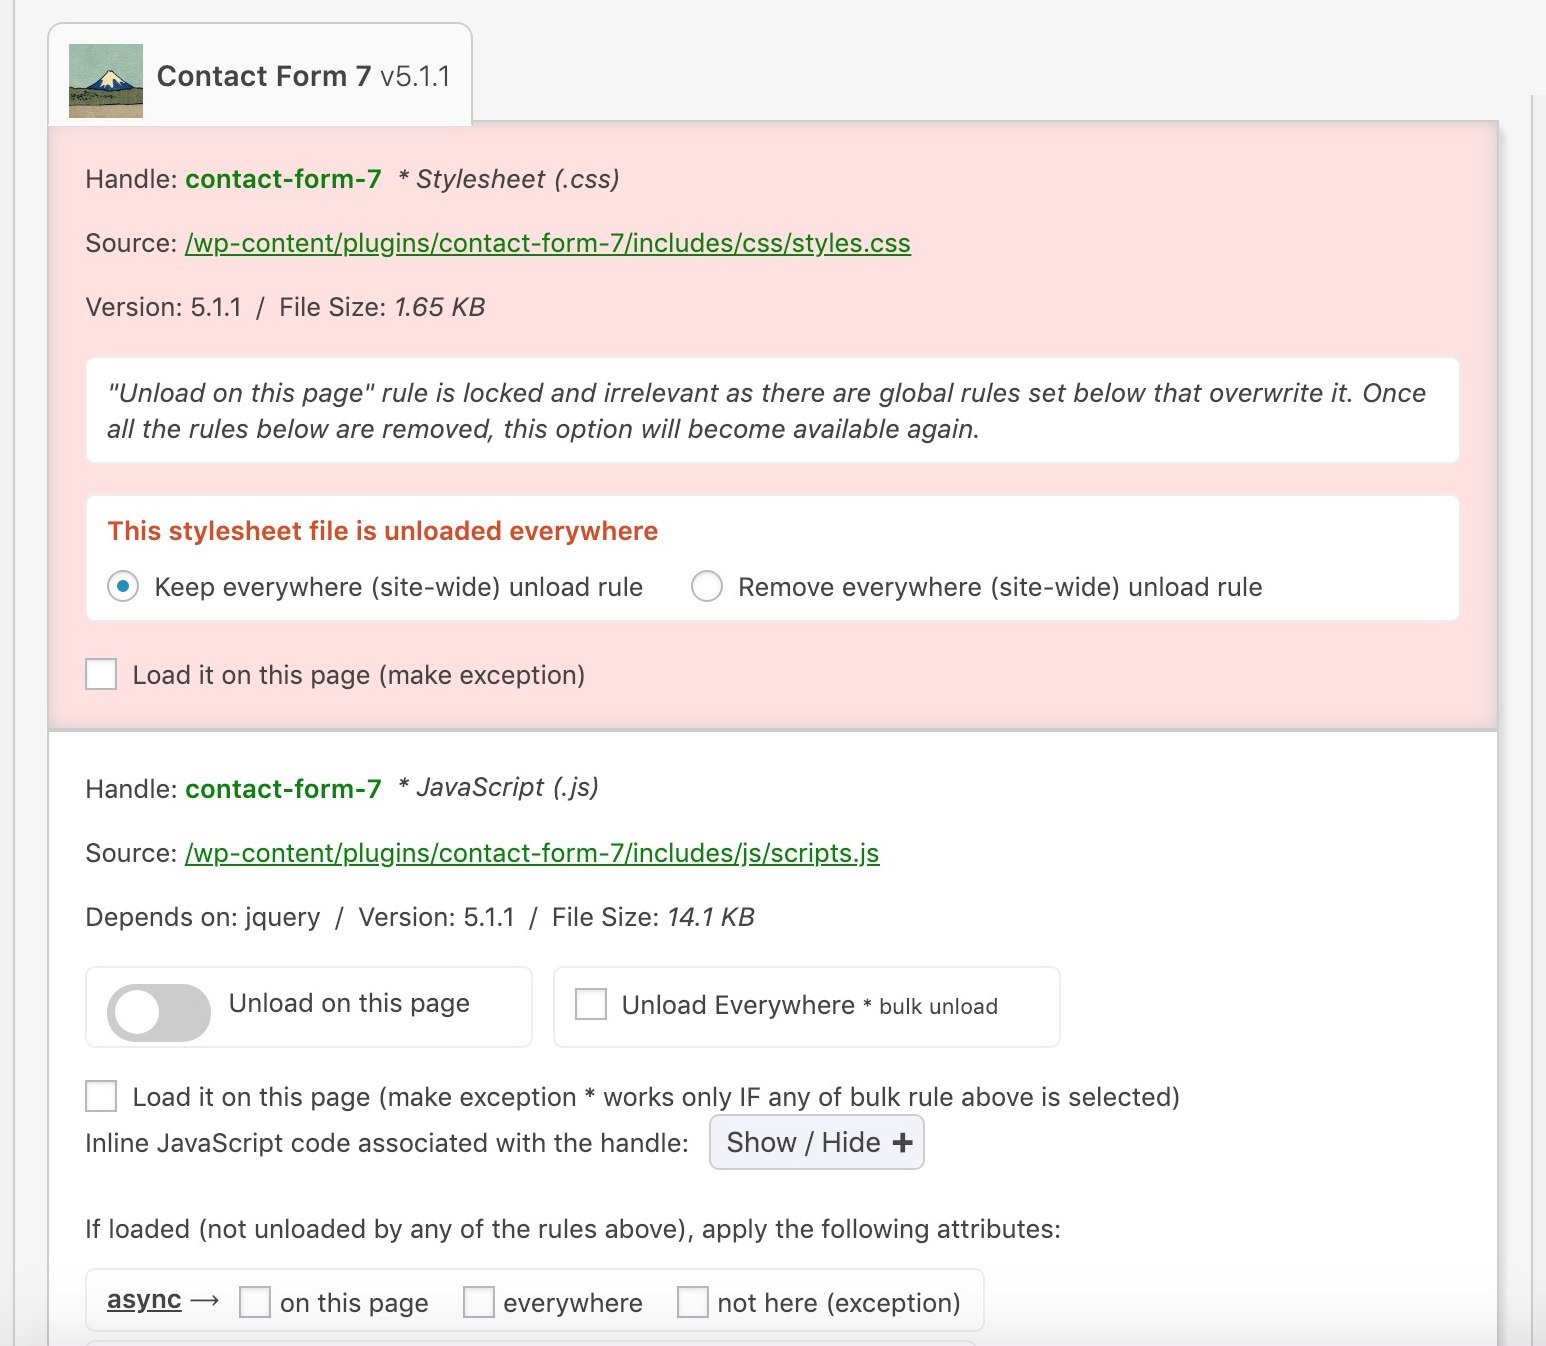 Contact Form 7 v5.1.1
Handle: contact-form-7 * Stylesheet (.css)
Source: /wp-content/plugins/contact-form-7/includes/css/styles.css
Version: 5.1.1 / File Size: 1.65 KB
"Unload on this page" rule is locked and irrelevant as there are global rules set below that overwrite it. Once
all the rules below are removed, this option will become available again.
This stylesheet file is unloaded everywhere
Keep everywhere (site-wide) unload rule Remove everywhere (site-wide) unload rule
Load it on this page (make exception)
Handle: contact-form-7 * JavaScript (.js)
Source: /wp-content/plugins/contact-form-7/includes/js/scripts.js
Depends on: jquery / Version: 5.1.1 / File Size: 14.1 KB
Unload on this page Unload Everywhere * bulk unload
Load it on this page (make exception * works only IF any of bulk rule above is selected)
Inline JavaScript code associated with the handle: Show / Hide +
If loaded (not unloaded by any of the rules above), apply the following attributes:
async → on this page everywhere not here (exception)